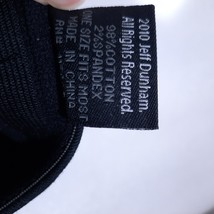 2010 Jeff Dunham.
All Rights Reserved.
98%COTTON
2%SPANDEX
ONE SIZE FITS MOST
MADE IN CHINA